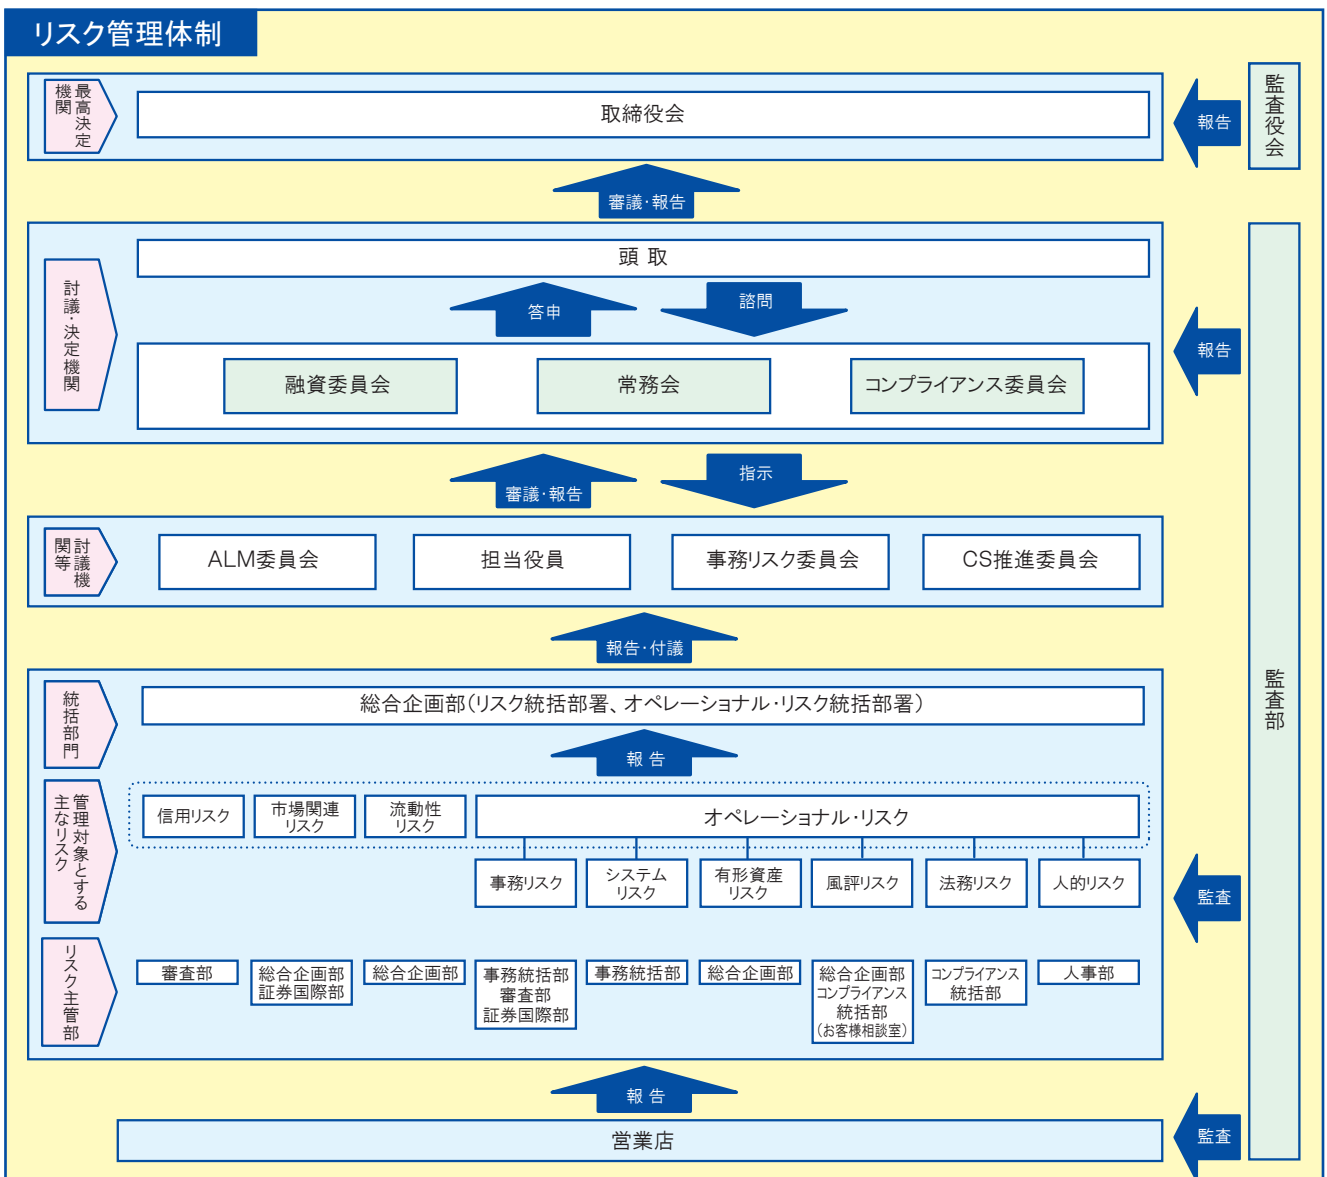 リスク管理体制
最高決定
機関
取締役会
報告
監査役会
審議・報告
討議・決定機関
頭 取
答申
諮問
融資委員会
常務会
コンプライアンス委員会
報告
審議・報告
指示
討議機
関等
ALM委員会
担当役員
事務リスク委員会
CS推進委員会
報告・付議
監査部
統括部門
総合企画部(リスク統括部署、オペレーショナル・リスク統括部署)
報 告
管理対象とする
主なリスク
信用リスク
市場関連
リスク
流動性
リスク
オペレーショナル・リスク
事務リスク
システム
リスク
有形資産
リスク
風評リスク
法務リスク
人的リスク
監査
リスク主管部
審査部
総合企画部
証券国際部
総合企画部
事務統括部
審査部
証券国際部
事務統括部
総合企画部
総合企画部
コンプライアンス
統括部
(お客様相談室)
コンプライアンス
統括部
人事部
報 告
営業店
監査